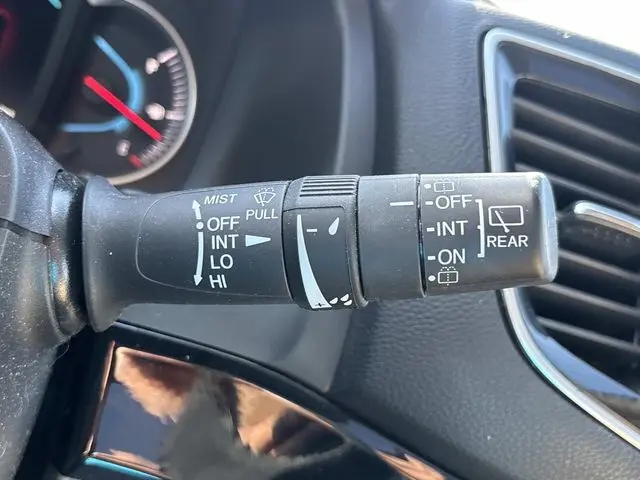 MIST
OFF
INT
LO
HI
PULL
- 
+
OFF
INT
ON
REAR